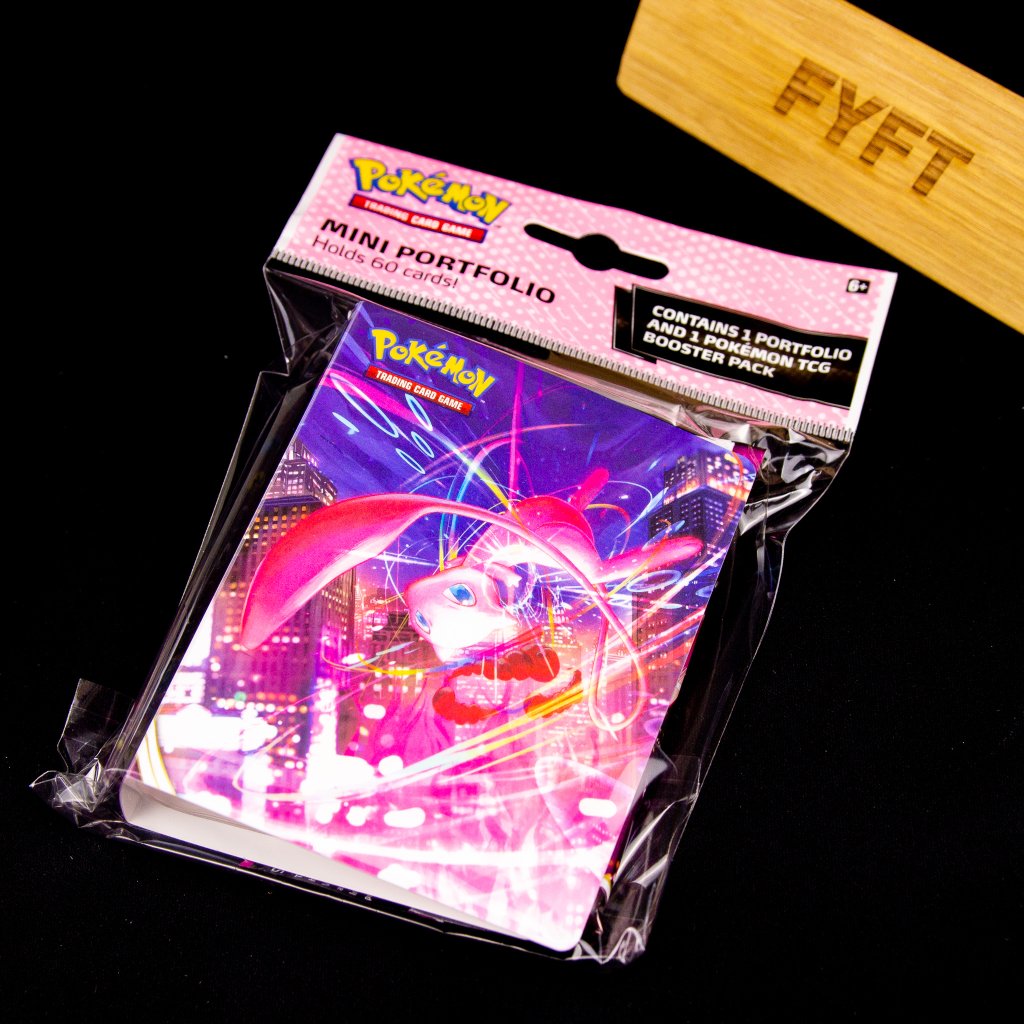 FYFT
POKéMON
TRADING CARD GAME
MINI PORTFOLIO
Holds 60 cards!
6+
CONTAINS 1 PORTFOLIO
AND 1 POKÉMON TCG
BOOSTER PACK
POKéMON
TRADING CARD GAME